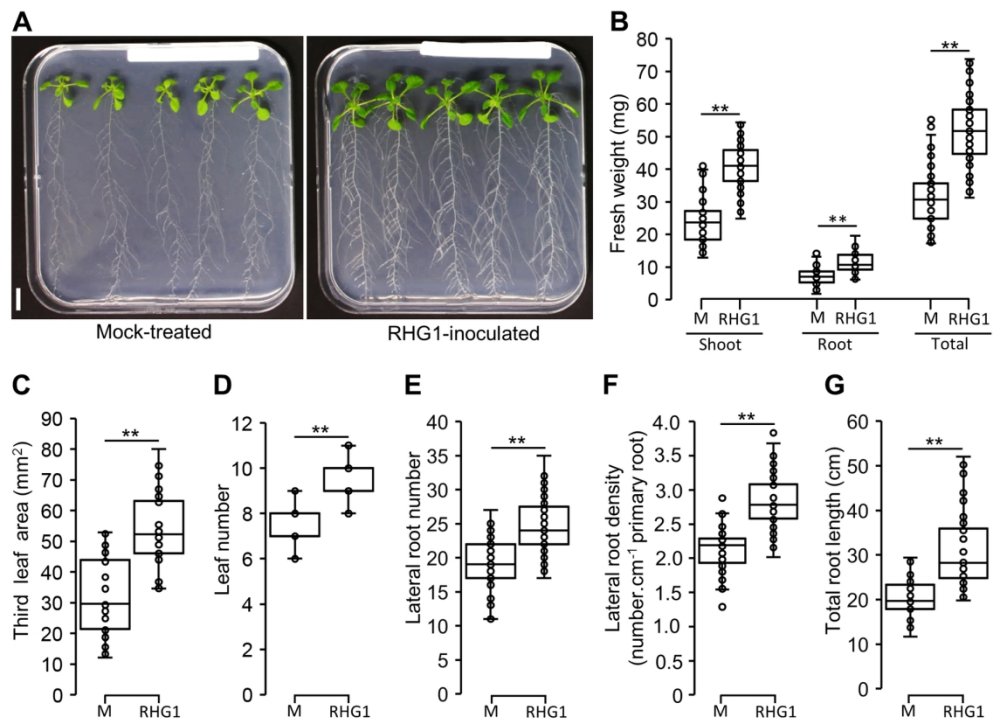 A
Mock-treated
RHG1-inoculated
B
Fresh weight (mg)
80
70
60
50
40
30
20
10
0
**
**
**
M RHG1
M RHG1
M RHG1
Shoot
Root
Total
C
Third leaf area (mm²)
90
80
70
60
50
40
30
20
10
0
**
M RHG1
D
Leaf number
12
10
8
6
4
2
0
**
M RHG1
E
Lateral root number
40
35
30
25
20
15
10
5
0
**
M RHG1
F
Lateral root density
(number.cm⁻¹ primary root)
4.0
3.5
3.0
2.5
2.0
1.5
1.0
0.5
0
**
M RHG1
G
Total root length (cm)
60
50
40
30
20
10
0
**
M RHG1